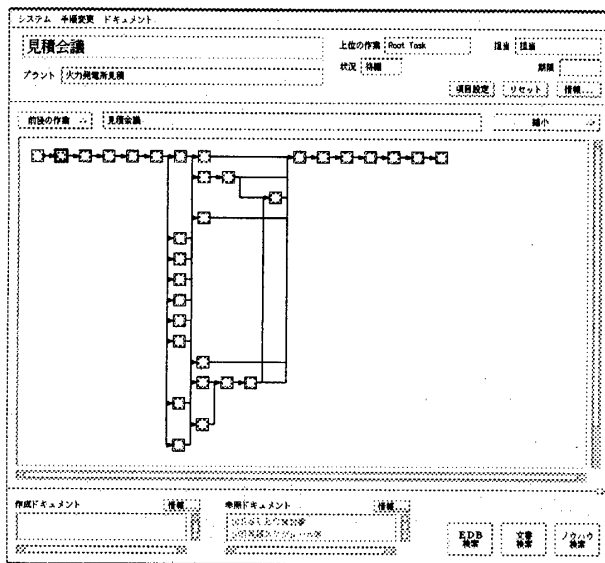 システム 手順変更 ドキュメント
見積会議
上位の作業 Root Task 担当 担当
状況 待機 期限
プラント 火力発電所見積
項目設定 リセット 情報...
前後の作業 -> 見積会議 縮小 ->
作成ドキュメント 情報...
参照ドキュメント 情報...
EDB 検索
文書 検索
ノウハウ 検索